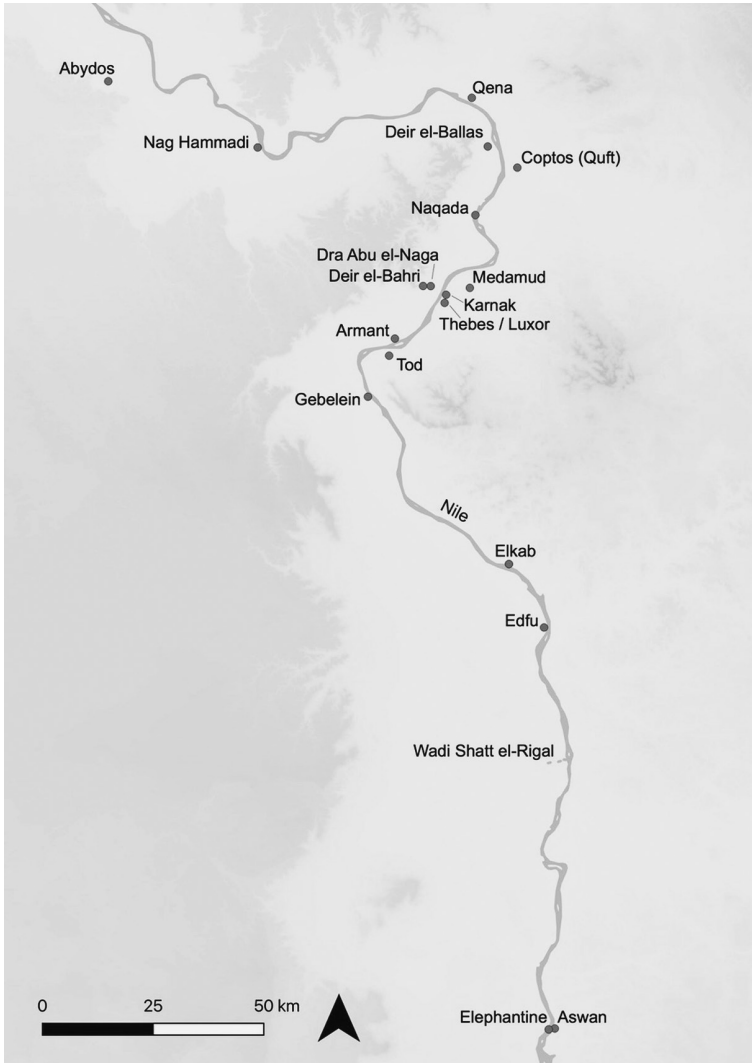 Abydos
Qena
Nag Hammadi
Deir el-Ballas
Coptos (Quft)
Naqada
Dra Abu el-Naga
Deir el-Bahri
Medamud
Karnak
Thebes / Luxor
Armant
Tod
Gebelein
Nile
Elkab
Edfu
Wadi Shatt el-Rigal
0 25 50 km
Elephantine Aswan